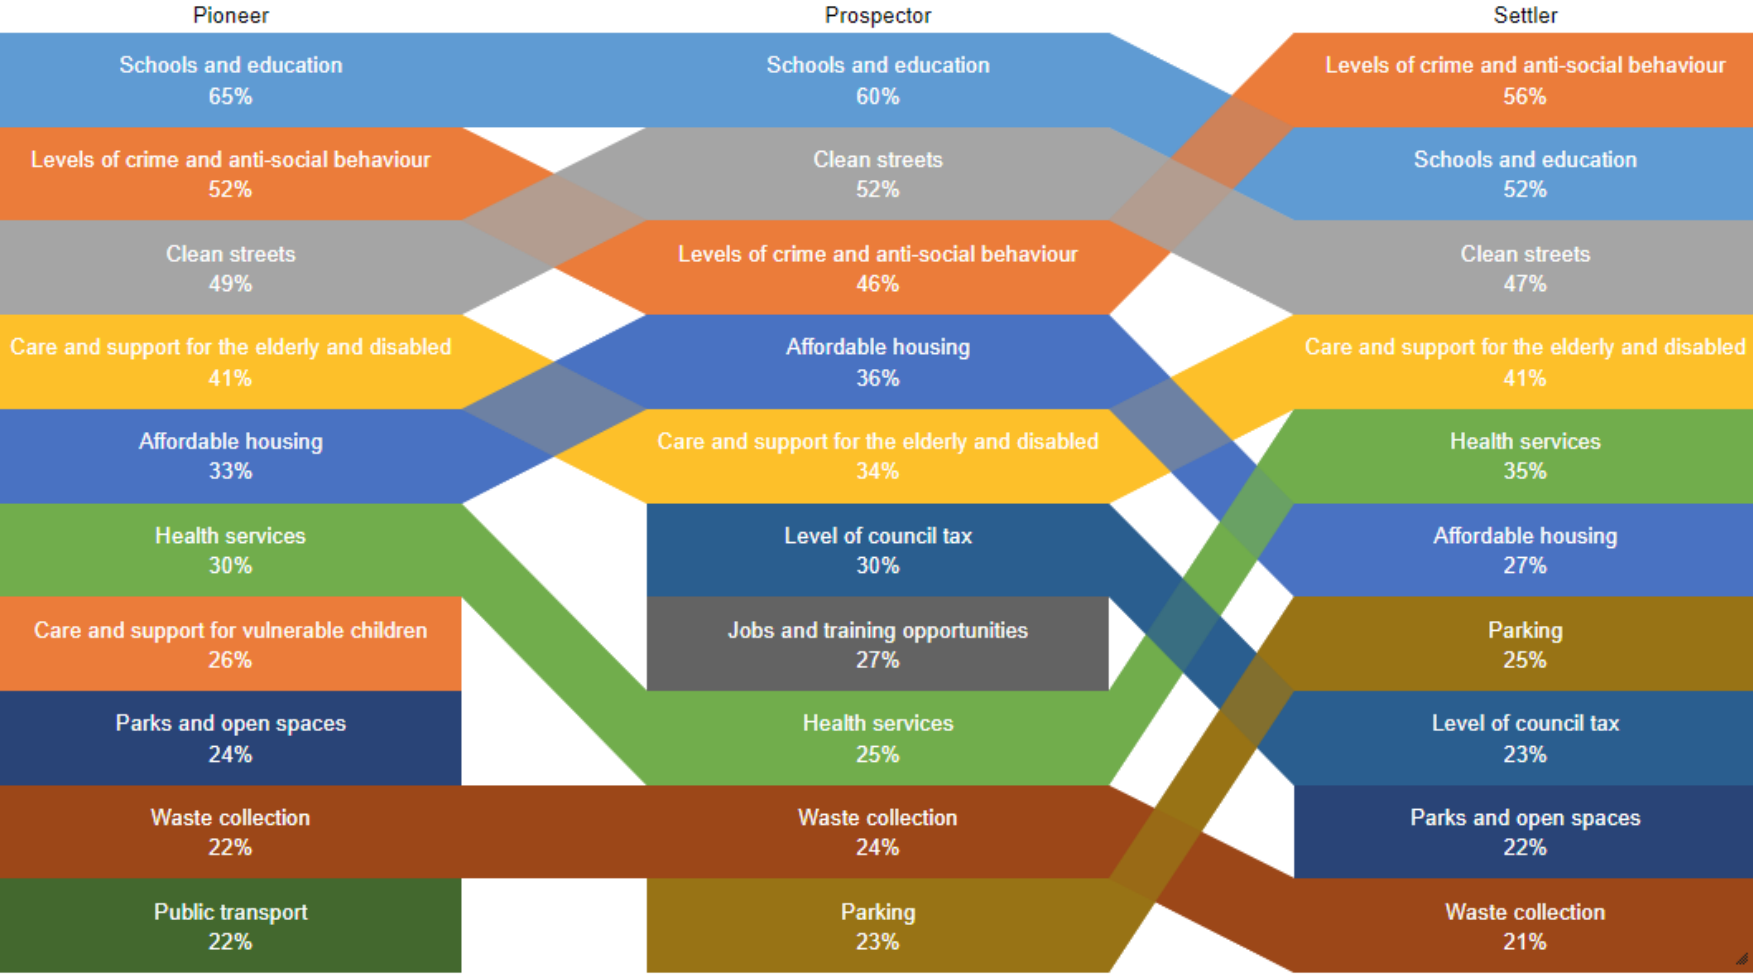 Pioneer
Prospector
Settler
Schools and education
65%
Levels of crime and anti-social behaviour
52%
Clean streets
49%
Care and support for the elderly and disabled
41%
Affordable housing
33%
Health services
30%
Care and support for vulnerable children
26%
Parks and open spaces
24%
Waste collection
22%
Public transport
22%
Schools and education
60%
Clean streets
52%
Levels of crime and anti-social behaviour
46%
Affordable housing
36%
Care and support for the elderly and disabled
34%
Level of council tax
30%
Jobs and training opportunities
27%
Health services
25%
Waste collection
24%
Parking
23%
Levels of crime and anti-social behaviour
56%
Schools and education
52%
Clean streets
47%
Care and support for the elderly and disabled
41%
Health services
35%
Affordable housing
27%
Parking
25%
Level of council tax
23%
Parks and open spaces
22%
Waste collection
21%